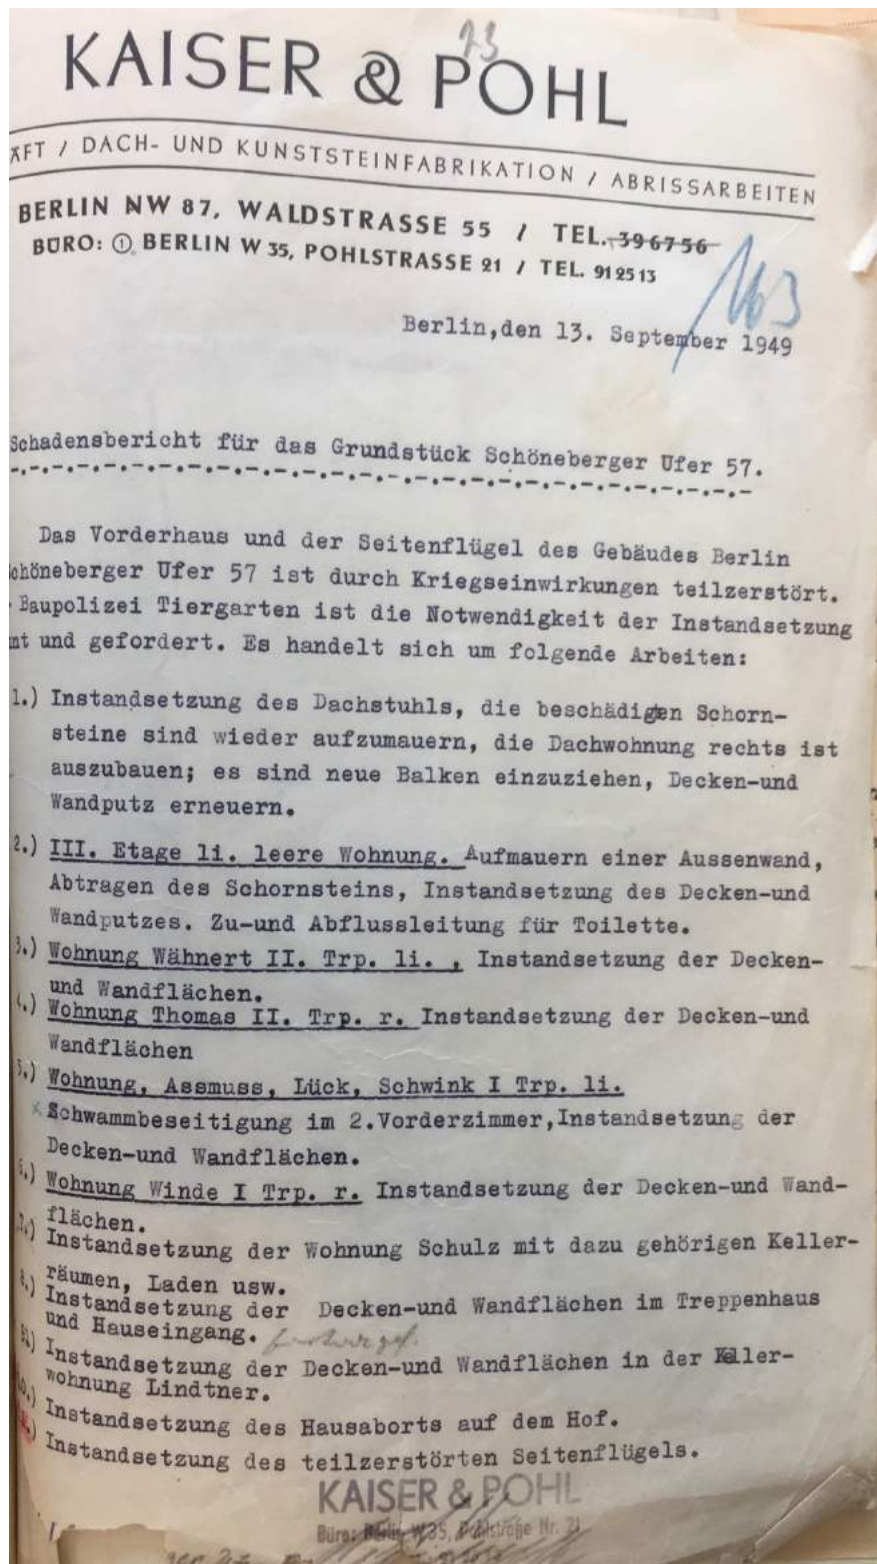 23
KAISER & POHL
ÄFT / DACH- UND KUNSTSTEINFABRIKATION / ABRISSARBEITEN
BERLIN NW 87, WALDSTRASSE 55 / TEL. 396756
BÜRO: ① BERLIN W 35, POHLSTRASSE 21 / TEL. 91 25 13
163
Berlin,den 13. September 1949
Schadensbericht für das Grundstück Schöneberger Ufer 57.
Das Vorderhaus und der Seitenflügel des Gebäudes Berlin
chöneberger Ufer 57 ist durch Kriegseinwirkungen teilzerstört.
Baupolizei Tiergarten ist die Notwendigkeit der Instandsetzung
nt und gefordert. Es handelt sich um folgende Arbeiten:
1.) Instandsetzung des Dachstuhls, die beschädigen Schorn-
steine sind wieder aufzumauern, die Dachwohnung rechts ist
auszubauen; es sind neue Balken einzuziehen, Decken-und
Wandputz erneuern.
2.) III. Etage li. leere Wohnung. Aufmauern einer Aussenwand,
Abtragen des Schornsteins, Instandsetzung des Decken-und
Wandputzes. Zu-und Abflussleitung für Toilette.
3.) Wohnung Wähnert II. Trp. li. , Instandsetzung der Decken-
und Wandflächen.
4.) Wohnung Thomas II. Trp. r. Instandsetzung der Decken-und
Wandflächen
5.) Wohnung, Assmuss, Lück, Schwink I Trp. li.
x Schwammbeseitigung im 2.Vorderzimmer,Instandsetzung der
Decken-und Wandflächen.
6.) Wohnung Winde I Trp. r. Instandsetzung der Decken-und Wand-
flächen.
7.) Instandsetzung der Wohnung Schulz mit dazu gehörigen Keller-
räumen, Laden usw.
8.) Instandsetzung der Decken-und Wandflächen im Treppenhaus
und Hauseingang.
9.) Instandsetzung der Decken-und Wandflächen in der Keller-
wohnung Lindtner.
10.) Instandsetzung des Hausaborts auf dem Hof.
Instandsetzung des teilzerstörten Seitenflügels.
KAISER & POHL
Büro: Berlin W35, Pohlstraße Nr. 21